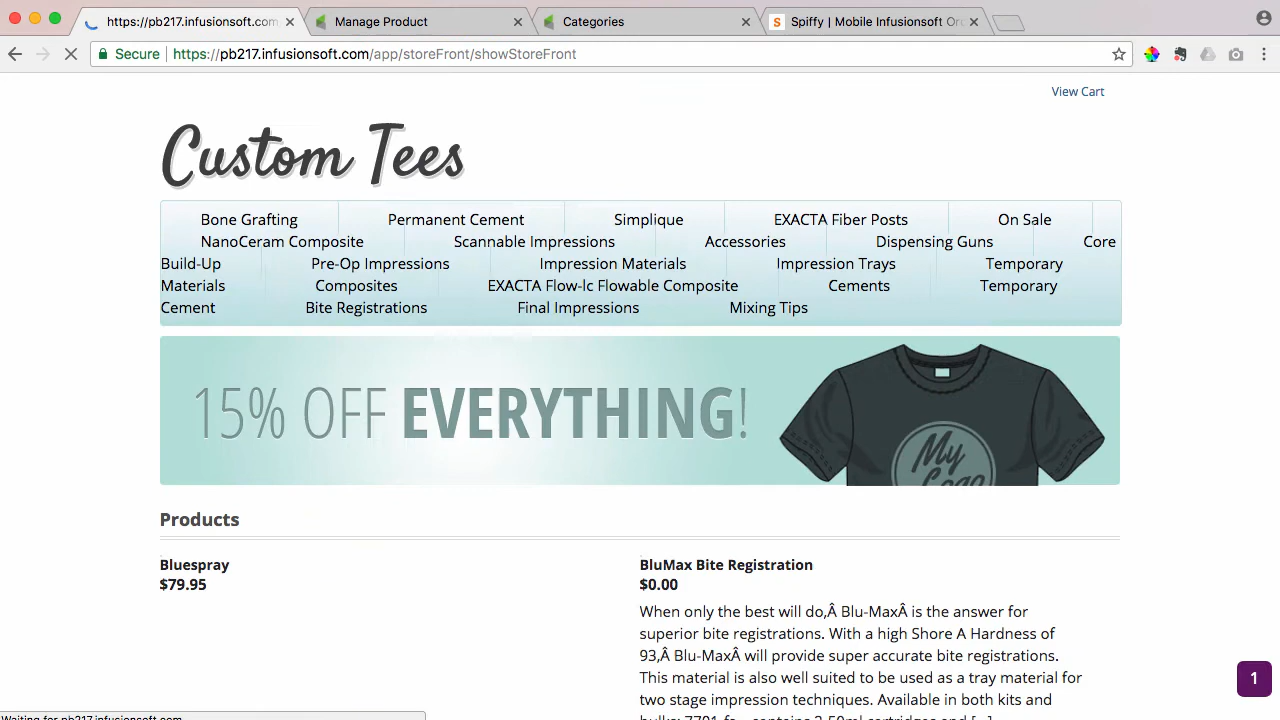 https://pb217.infusionsoft.com
Manage Product
Categories
Spiffy | Mobile Infusionsoft Or
Secure https://pb217.infusionsoft.com/app/storeFront/showStoreFront
View Cart
Custom Tees
Bone Grafting Permanent Cement Simplique EXACTA Fiber Posts On Sale
NanoCeram Composite Scannable Impressions Accessories Dispensing Guns Core
Build-Up Pre-Op Impressions Impression Materials Impression Trays Temporary
Materials Composites EXACTA Flow-lc Flowable Composite Cements Temporary
Cement Bite Registrations Final Impressions Mixing Tips
15% OFF EVERYTHING!
My
Logo
Products
Bluespray
$79.95
BluMax Bite Registration
$0.00
When only the best will do,Â Blu-MaxÂ is the answer for
superior bite registrations. With a high Shore A Hardness of
93,Â Blu-MaxÂ will provide super accurate bite registrations.
This material is also well suited to be used as a tray material for
two stage impression techniques. Available in both kits and
1
Waiting for pb217.infusionsoft.com